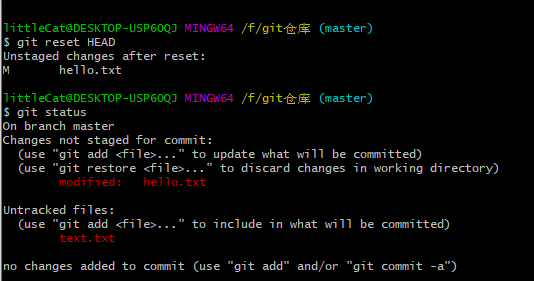 littleCat@DESKTOP-USP6OQJ MINGW64 /f/git仓库 (master)
$ git reset HEAD
Unstaged changes after reset:
M       hello.txt
littleCat@DESKTOP-USP6OQJ MINGW64 /f/git仓库 (master)
$ git status
On branch master
Changes not staged for commit:
  (use "git add <file>..." to update what will be committed)
  (use "git restore <file>..." to discard changes in working directory)
        modified:   hello.txt
Untracked files:
  (use "git add <file>..." to include in what will be committed)
        text.txt
no changes added to commit (use "git add" and/or "git commit -a")